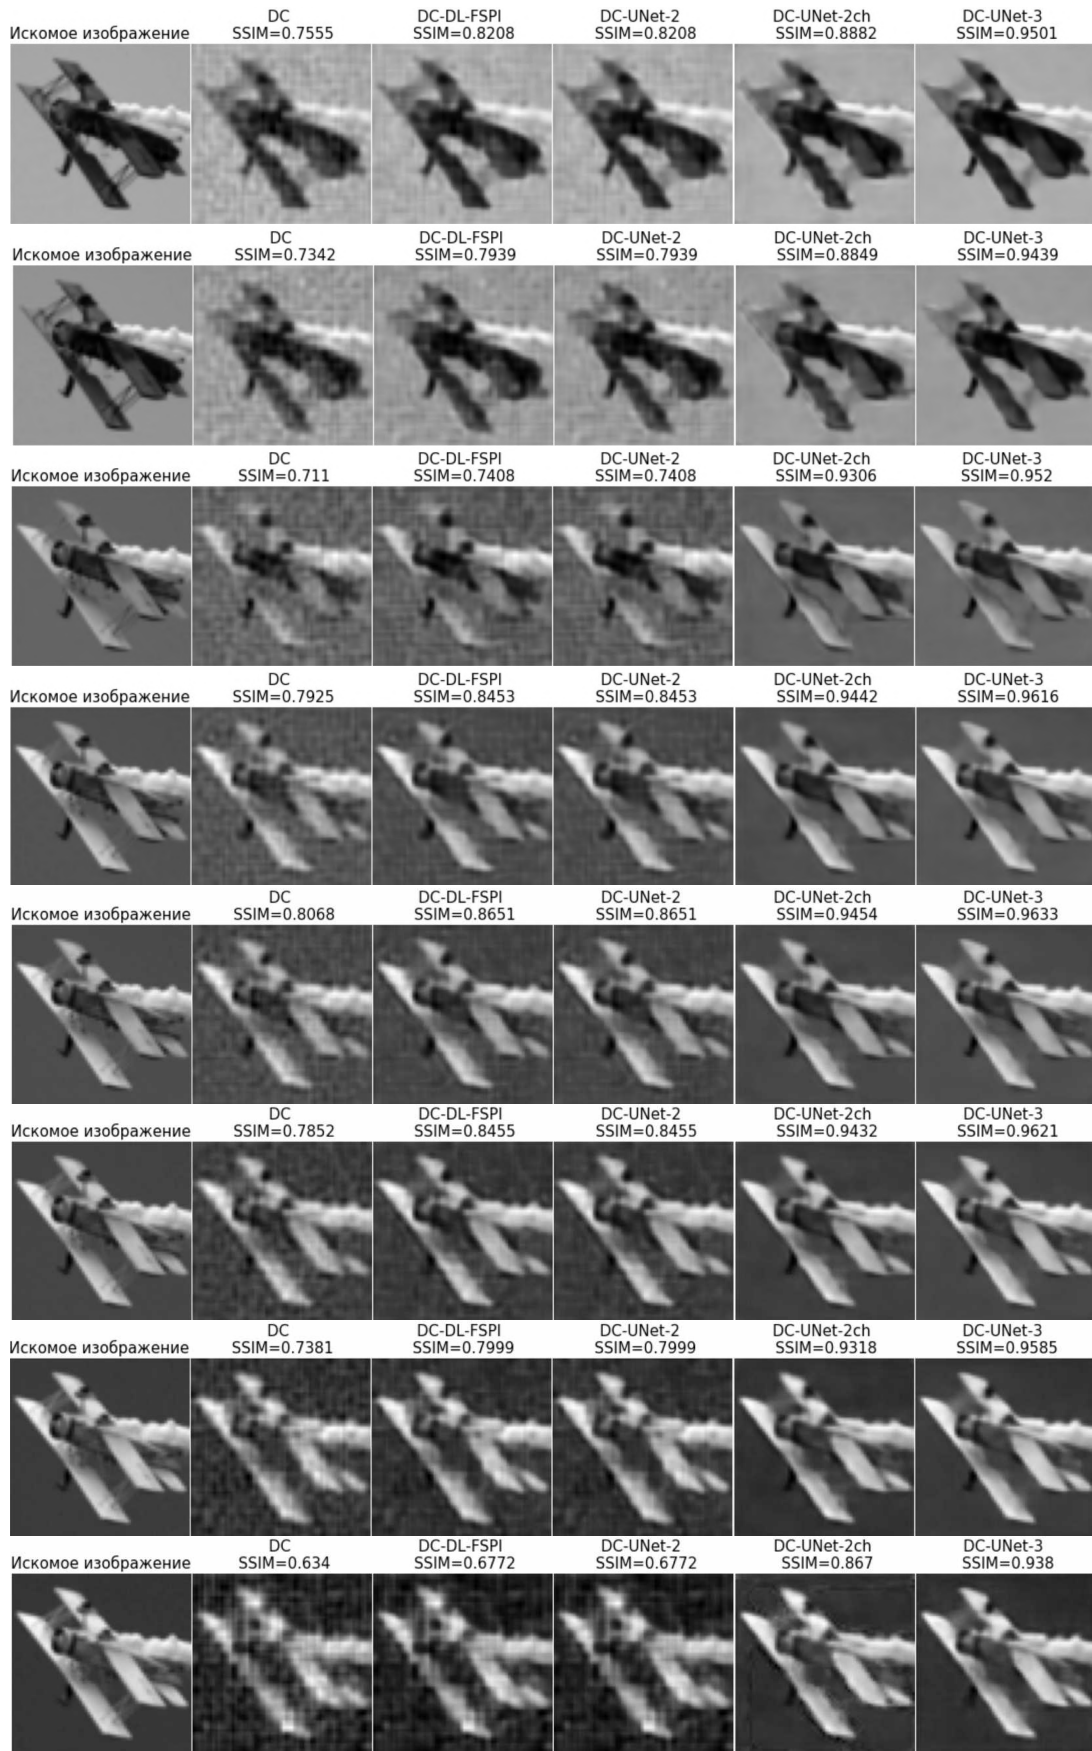 DC DC-DL-FSPI DC-UNet-2 DC-UNet-2ch DC-UNet-3
Искомое изображение SSIM=0.7555 SSIM=0.8208 SSIM=0.8208 SSIM=0.8882 SSIM=0.9501
DC DC-DL-FSPI DC-UNet-2 DC-UNet-2ch DC-UNet-3
Искомое изображение SSIM=0.7342 SSIM=0.7939 SSIM=0.7939 SSIM=0.8849 SSIM=0.9439
DC DC-DL-FSPI DC-UNet-2 DC-UNet-2ch DC-UNet-3
Искомое изображение SSIM=0.711 SSIM=0.7408 SSIM=0.7408 SSIM=0.9306 SSIM=0.952
DC DC-DL-FSPI DC-UNet-2 DC-UNet-2ch DC-UNet-3
Искомое изображение SSIM=0.7925 SSIM=0.8453 SSIM=0.8453 SSIM=0.9442 SSIM=0.9616
DC DC-DL-FSPI DC-UNet-2 DC-UNet-2ch DC-UNet-3
Искомое изображение SSIM=0.8068 SSIM=0.8651 SSIM=0.8651 SSIM=0.9454 SSIM=0.9633
DC DC-DL-FSPI DC-UNet-2 DC-UNet-2ch DC-UNet-3
Искомое изображение SSIM=0.7852 SSIM=0.8455 SSIM=0.8455 SSIM=0.9432 SSIM=0.9621
DC DC-DL-FSPI DC-UNet-2 DC-UNet-2ch DC-UNet-3
Искомое изображение SSIM=0.7381 SSIM=0.7999 SSIM=0.7999 SSIM=0.9318 SSIM=0.9585
DC DC-DL-FSPI DC-UNet-2 DC-UNet-2ch DC-UNet-3
Искомое изображение SSIM=0.634 SSIM=0.6772 SSIM=0.6772 SSIM=0.867 SSIM=0.938